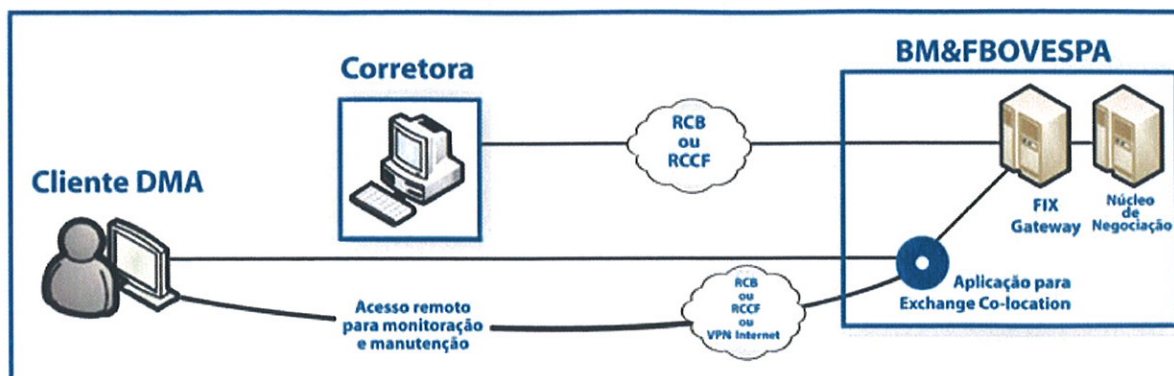 BM&FBOVESPA
Corretora
RCB
ou
RCCF
Cliente DMA
FIX
Gateway
Núcleo
de
Negociação
Aplicação para
Exchange Co-location
Acesso remoto
para monitoração
e manutenção
RCB
ou
RCCF
ou
VPN Internet